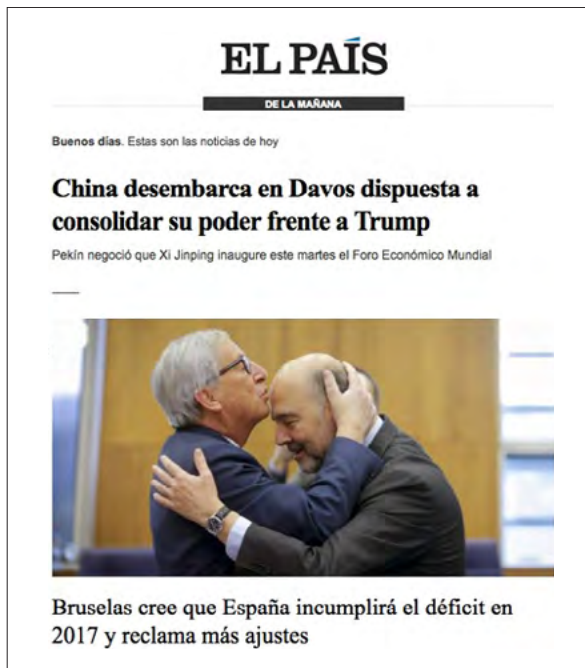 EL PAÍS
DE LA MAÑANA
Buenos días. Estas son las noticias de hoy
China desembarca en Davos dispuesta a
consolidar su poder frente a Trump
Pekín negoció que Xi Jinping inaugure este martes el Foro Económico Mundial
Bruselas cree que España incumplirá el déficit en
2017 y reclama más ajustes